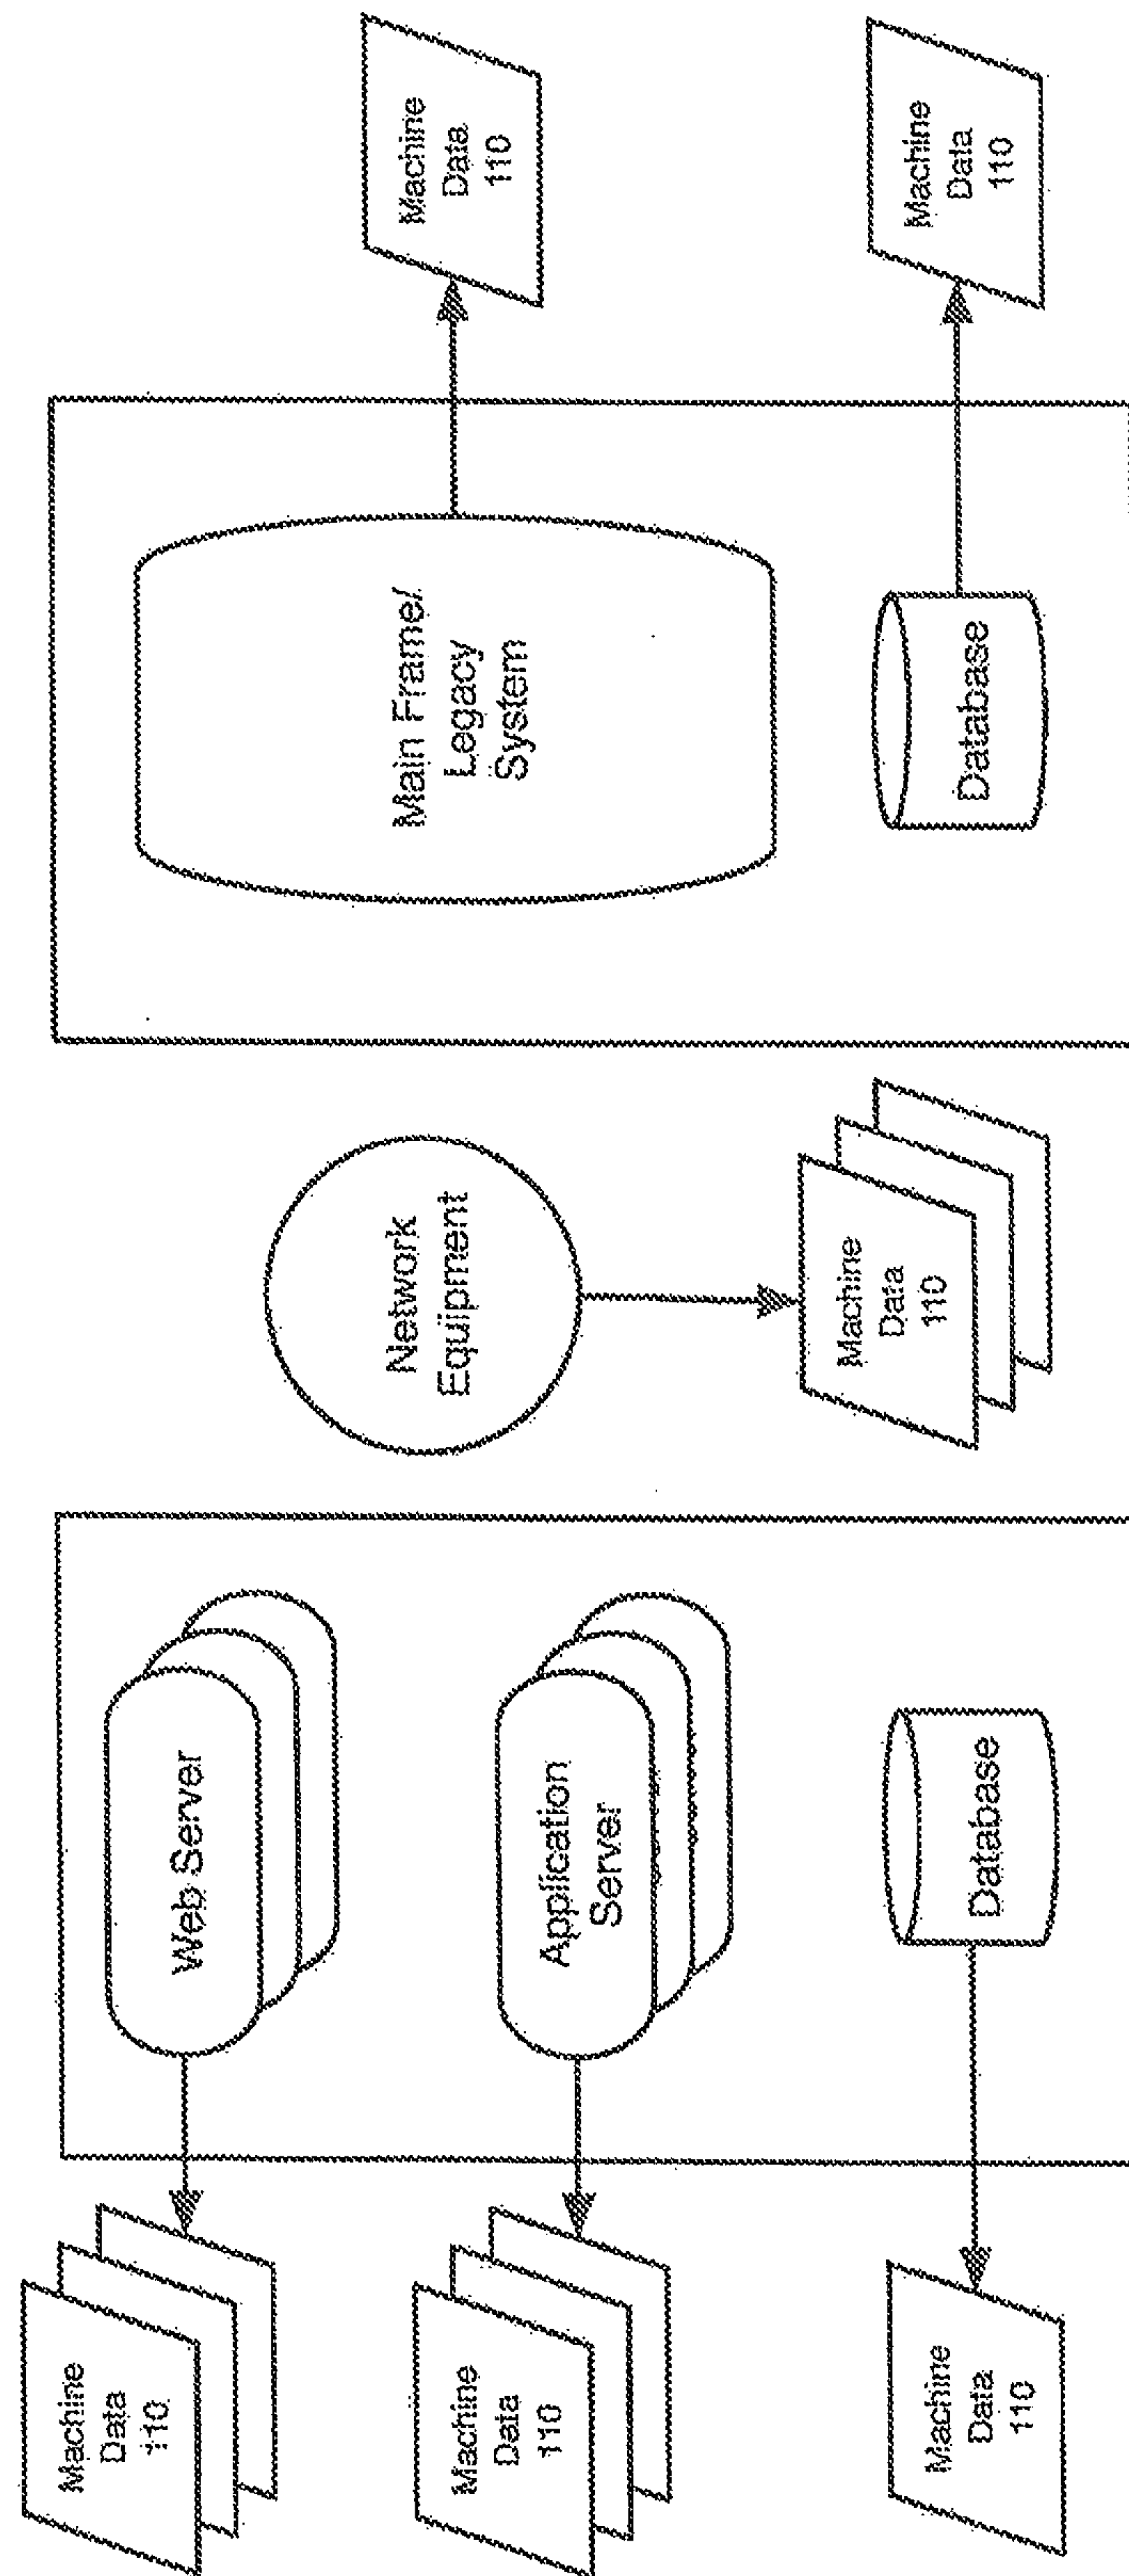 Machine
Data
110
Web Server
Machine
Data
110
Application
Server
Network
Equipment
Main Frame/
Legacy
System
Machine
Data
110
Machine
Data
110
Database
Machine
Data
110
Database
Machine
Data
110